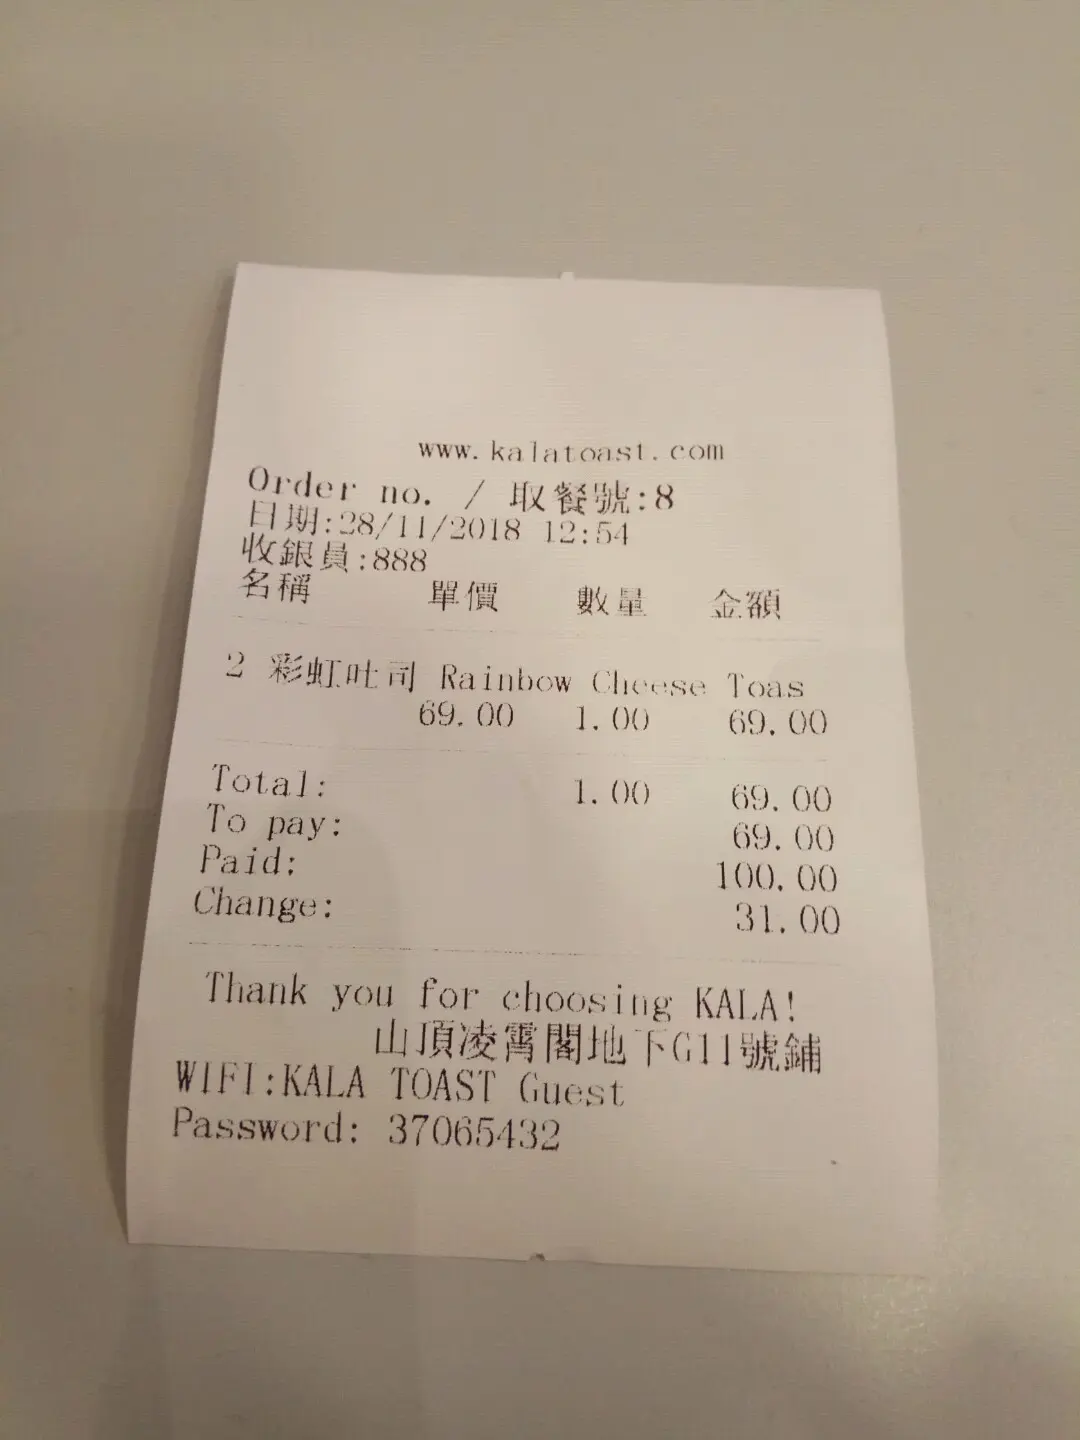 www.kalatoast.com
Order no. / 取餐號:8
日期:28/11/2018 12:54
收銀員:888
名稱 單價 數量 金額
2 彩虹吐司 Rainbow Cheese Toas
69.00 1.00 69.00
Total: 1.00 69.00
To pay: 69.00
Paid: 100.00
Change: 31.00
Thank you for choosing KALA!
山頂凌霄閣地下G11號鋪
WIFI:KALA TOAST Guest
Password: 37065432